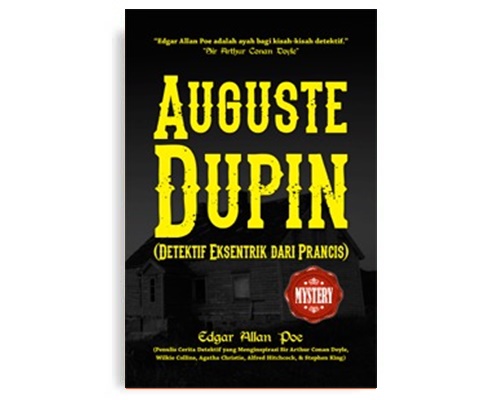 "Edgar Allan Poe adalah ayah bagi kisah-kisah detektif."
"Sir Arthur Conan Doyle"
AUGUSTE
DUPIN
(DETEKTIF EKSENTRIK DARI PRANCIS)
MYSTERY
Edgar Allan Poe
(Penulis Cerita Detektif yang Menginspirasi Sir Arthur Conan Doyle,
Wilkie Collins, Agatha Christie, Alfred Hitchcock, & Stephen King)